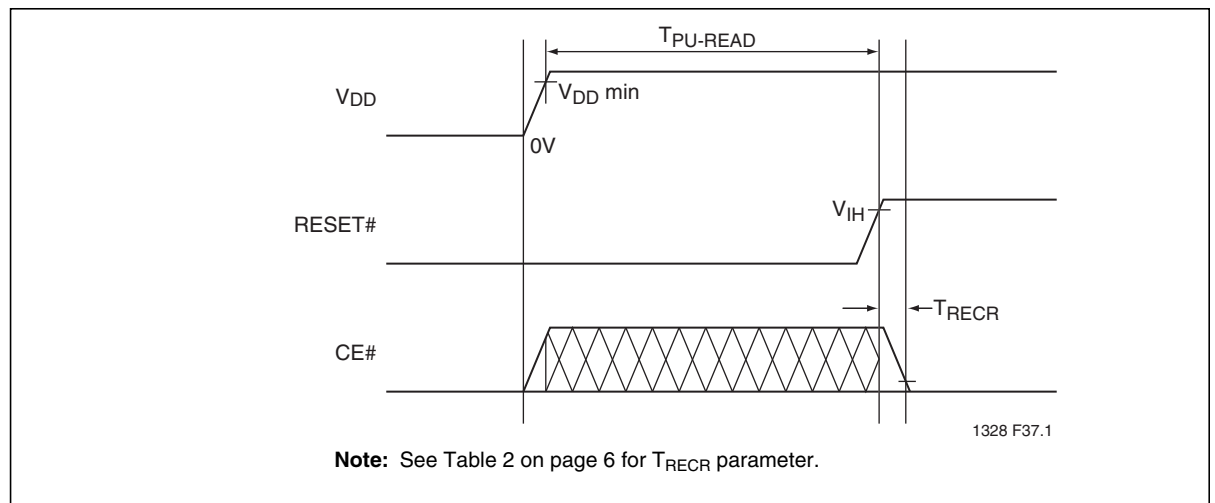 TPU-READ
VDD
VDD min
0V
RESET#
VIH
TRECR
CE#
1328 F37.1
Note: See Table 2 on page 6 for TRECR parameter.